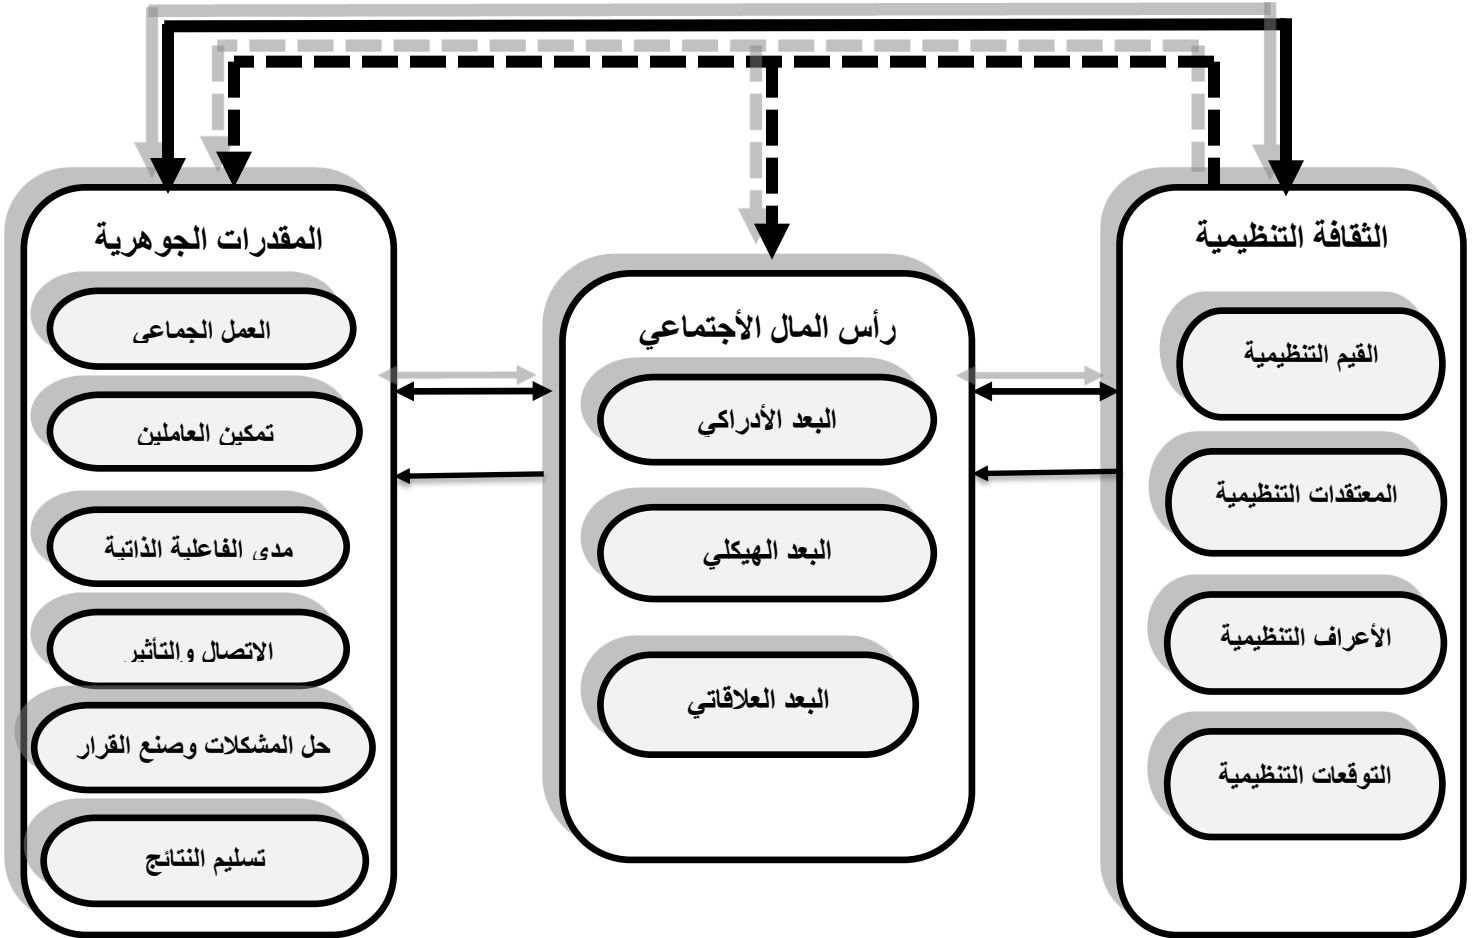 الثقافة التنظيمية
القيم التنظيمية
المعتقدات التنظيمية
الأعراف التنظيمية
التوقعات التنظيمية
رأس المال الأجتماعي
البعد الأدراكي
البعد الهيكلي
البعد العلاقاتي
المقدرات الجوهرية
العمل الجماعي
تمكين العاملين
مدى الفاعلية الذاتية
الاتصال والتأثير
حل المشكلات وصنع القرار
تسليم النتائج